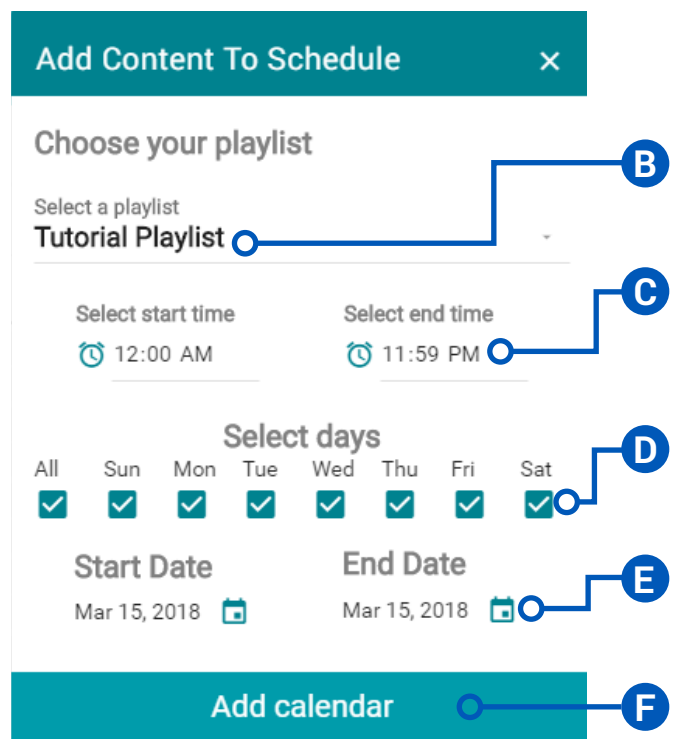 Add Content To Schedule ×
Choose your playlist
B
Select a playlist
Tutorial Playlist
C
Select start time Select end time
12:00 AM 11:59 PM
Select days
D
All Sun Mon Tue Wed Thu Fri Sat
Start Date End Date
E
Mar 15, 2018 Mar 15, 2018
Add calendar
F